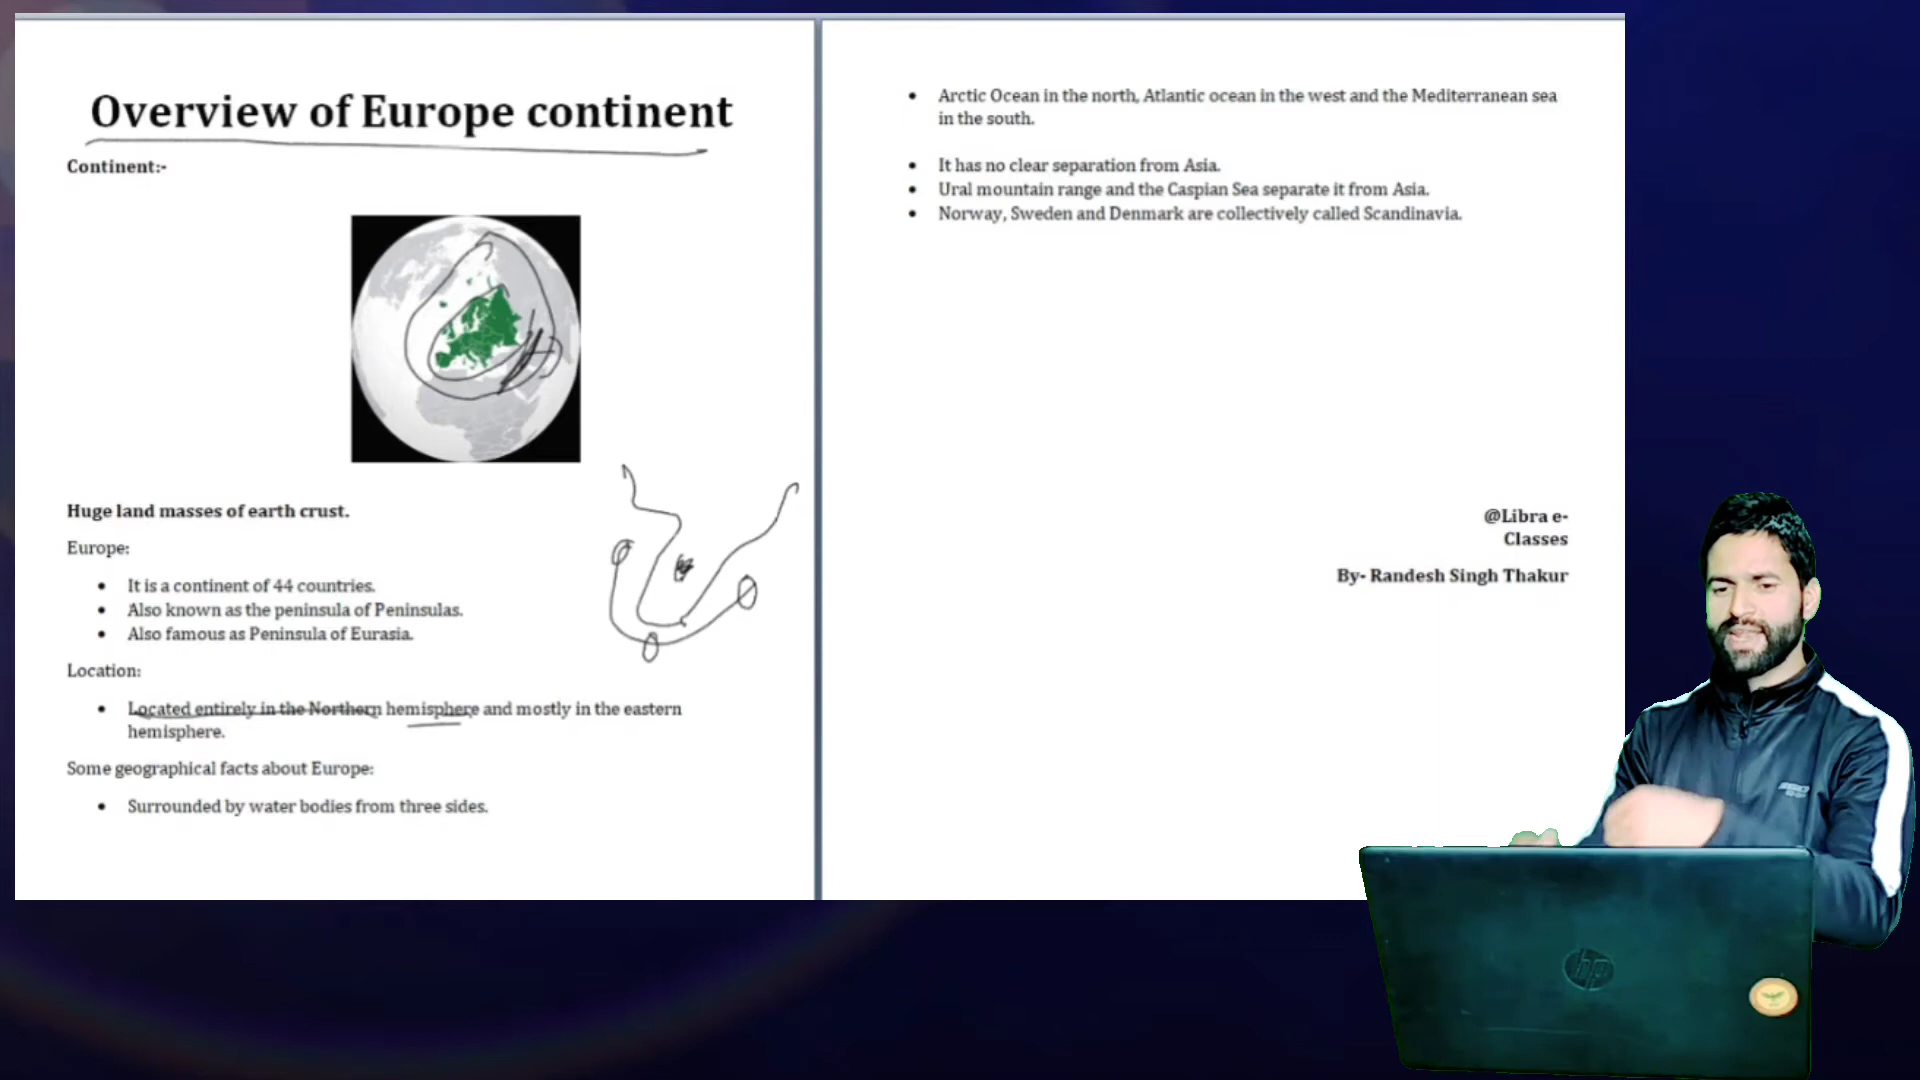 Overview of Europe continent
Continent:-
Huge land masses of earth crust.
Europe:
• It is a continent of 44 countries.
• Also known as the peninsula of Peninsulas.
• Also famous as Peninsula of Eurasia.
Location:
• Located entirely in the Northern hemisphere and mostly in the eastern
hemisphere.
Some geographical facts about Europe:
• Surrounded by water bodies from three sides.
• Arctic Ocean in the north, Atlantic ocean in the west and the Mediterranean sea
in the south.
• It has no clear separation from Asia.
• Ural mountain range and the Caspian Sea separate it from Asia.
• Norway, Sweden and Denmark are collectively called Scandinavia.
@Libra e-
Classes
By- Randesh Singh Thakur
hp